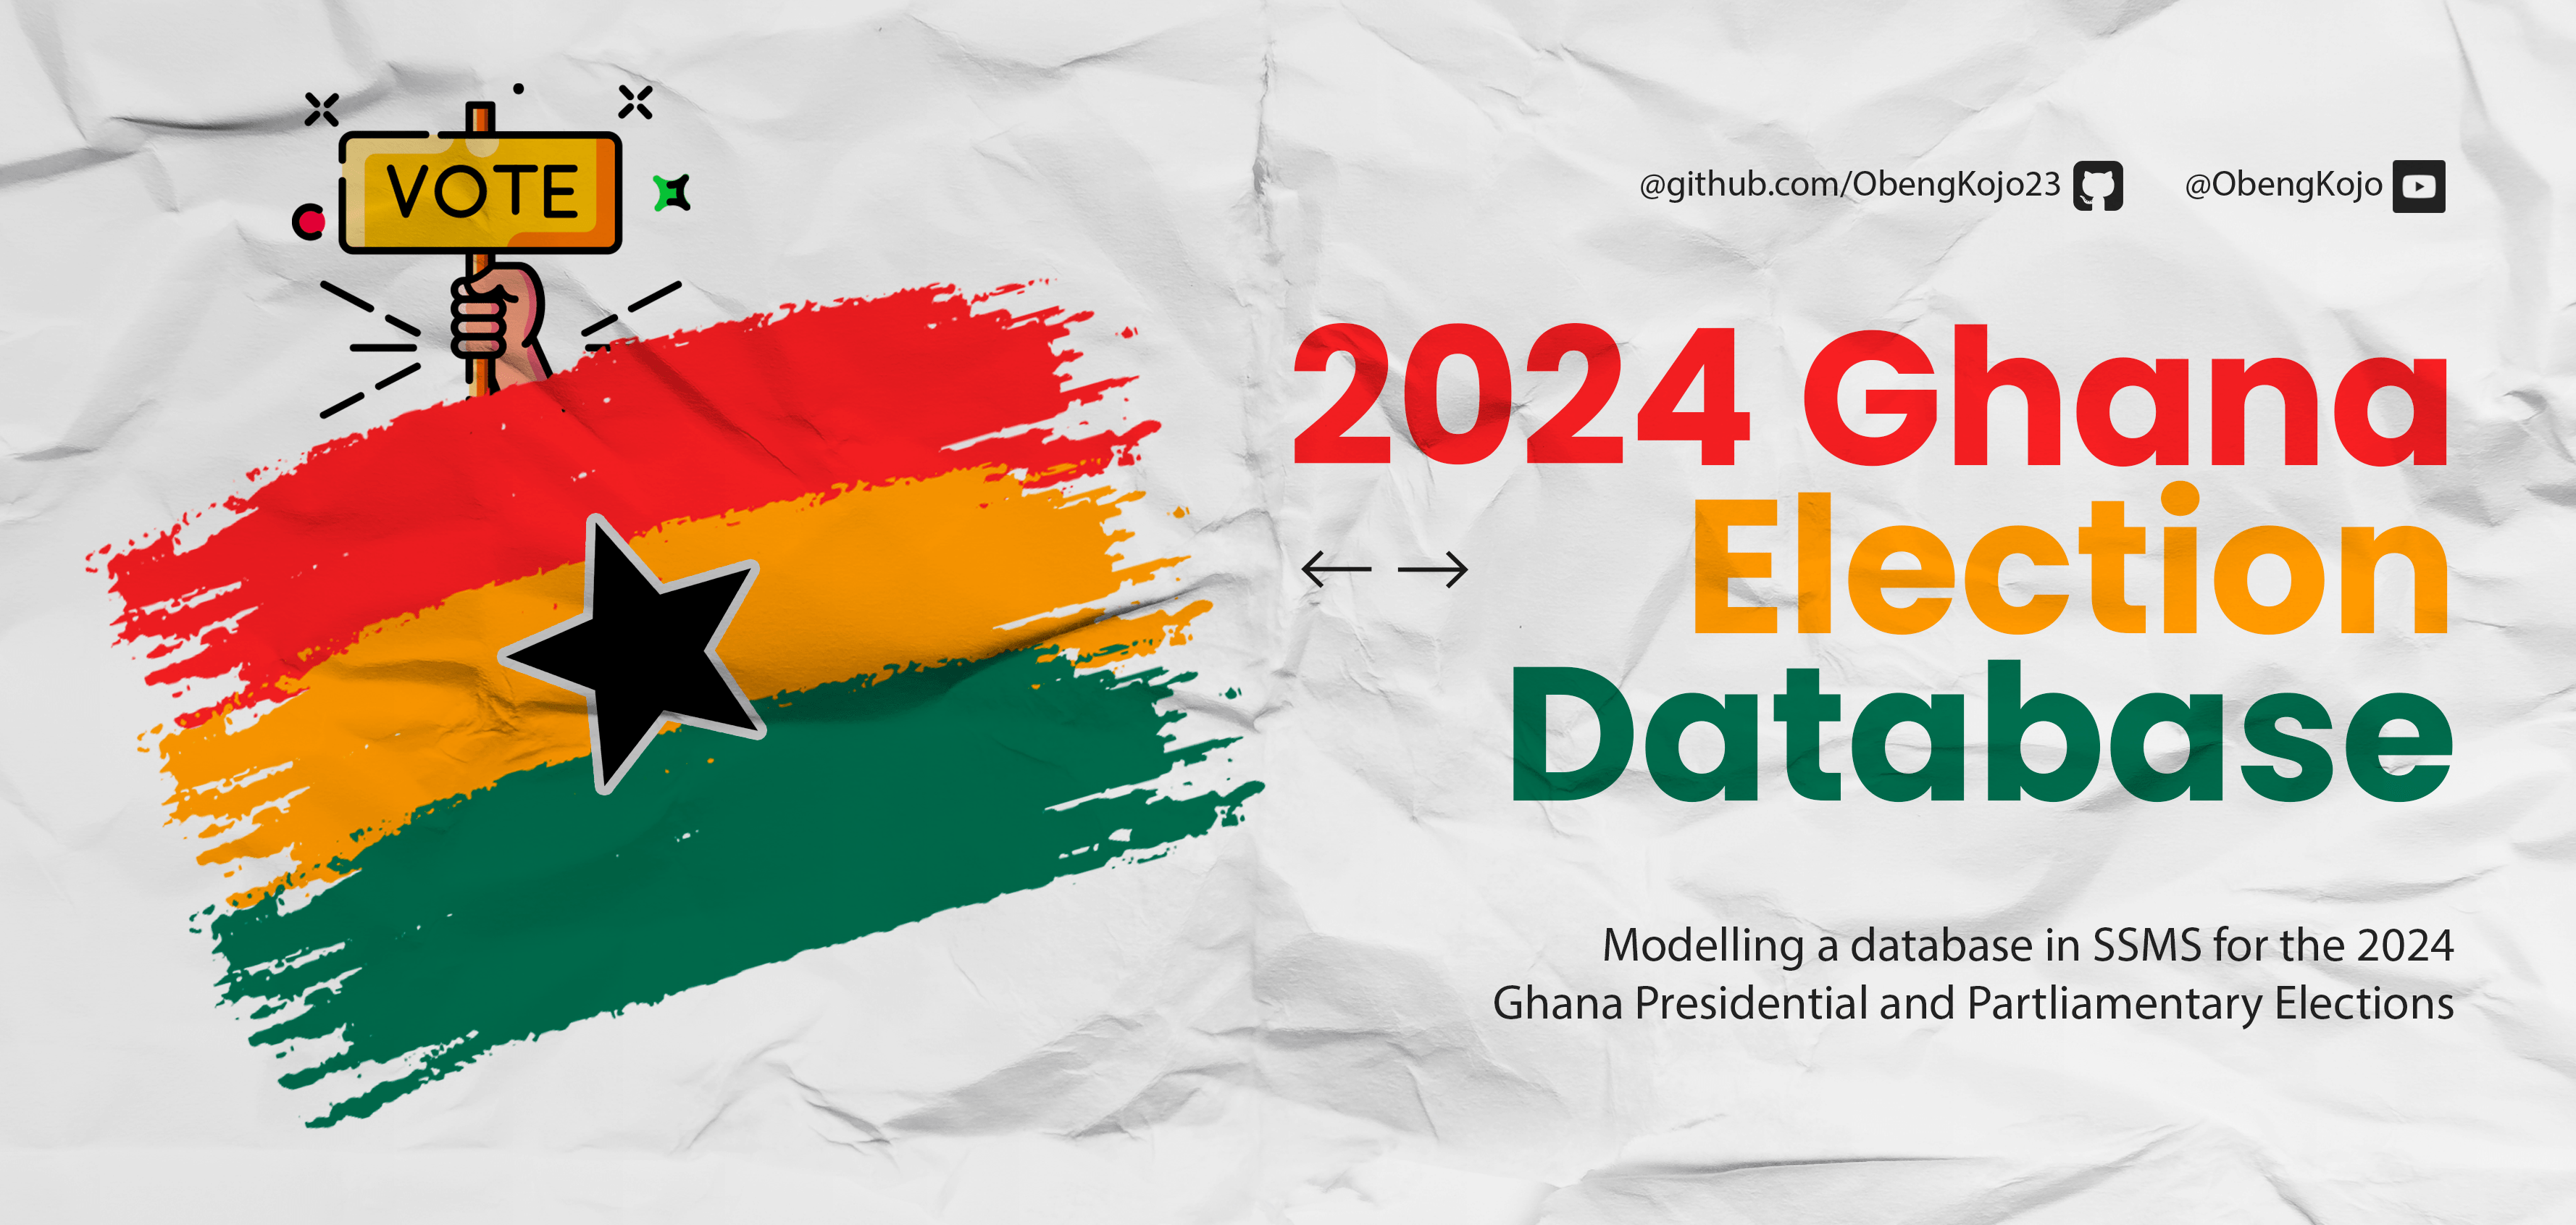 VOTE
@github.com/ObengKojo23
@ObengKojo
2024 Ghana
Election
Database
Modelling a database in SSMS for the 2024
Ghana Presidential and Partliamentary Elections